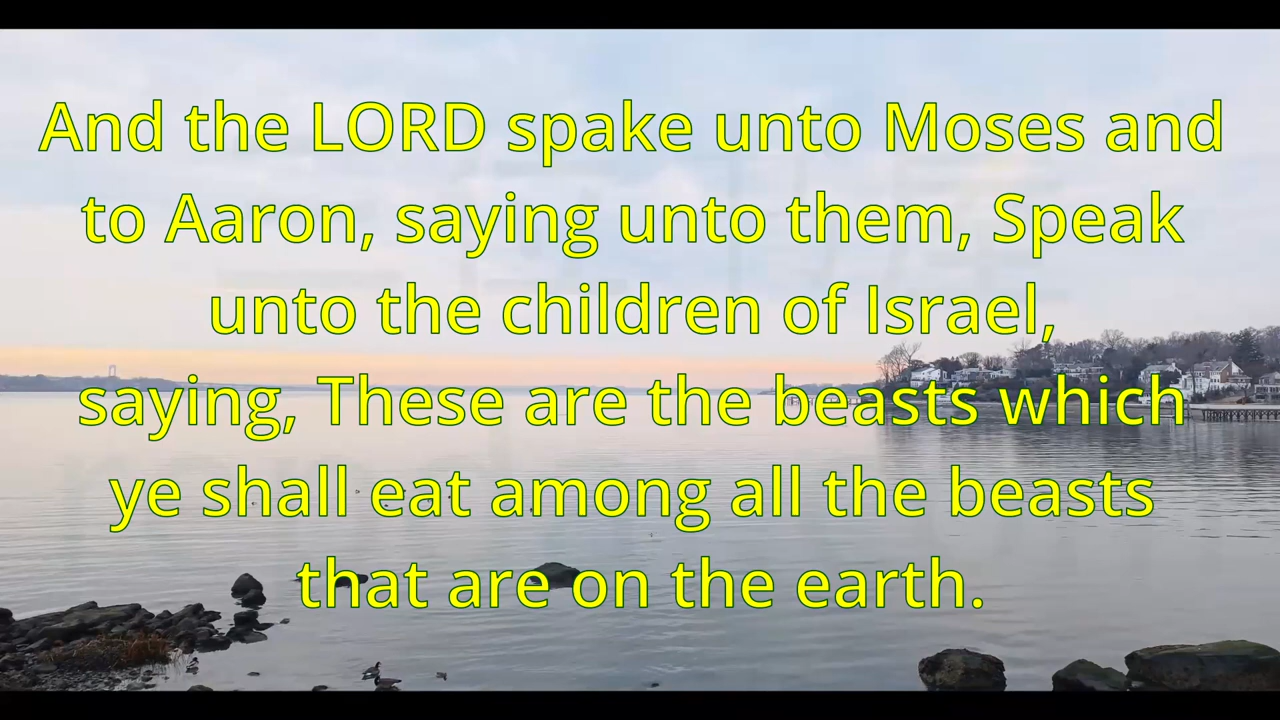 And the LORD spake unto Moses and
to Aaron, saying unto them, Speak
unto the children of Israel,
saying, These are the beasts which
ye shall eat among all the beasts
that are on the earth.